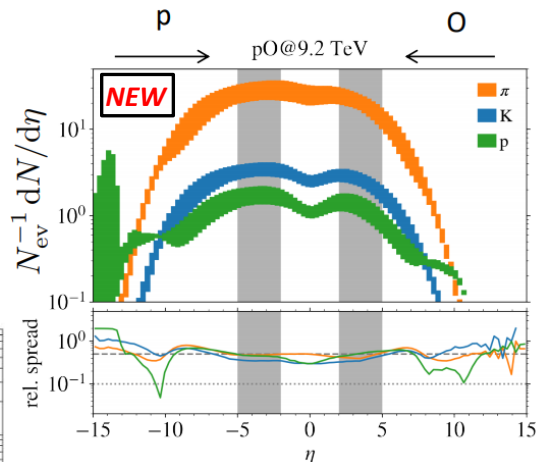 p O
pO@9.2 TeV
NEW
π
K
p
N_ev^−1 dN/dη
10^1
10^0
10^−1
rel. spread
10^0
10^−1
−15 −10 −5 0 5 10 15
η